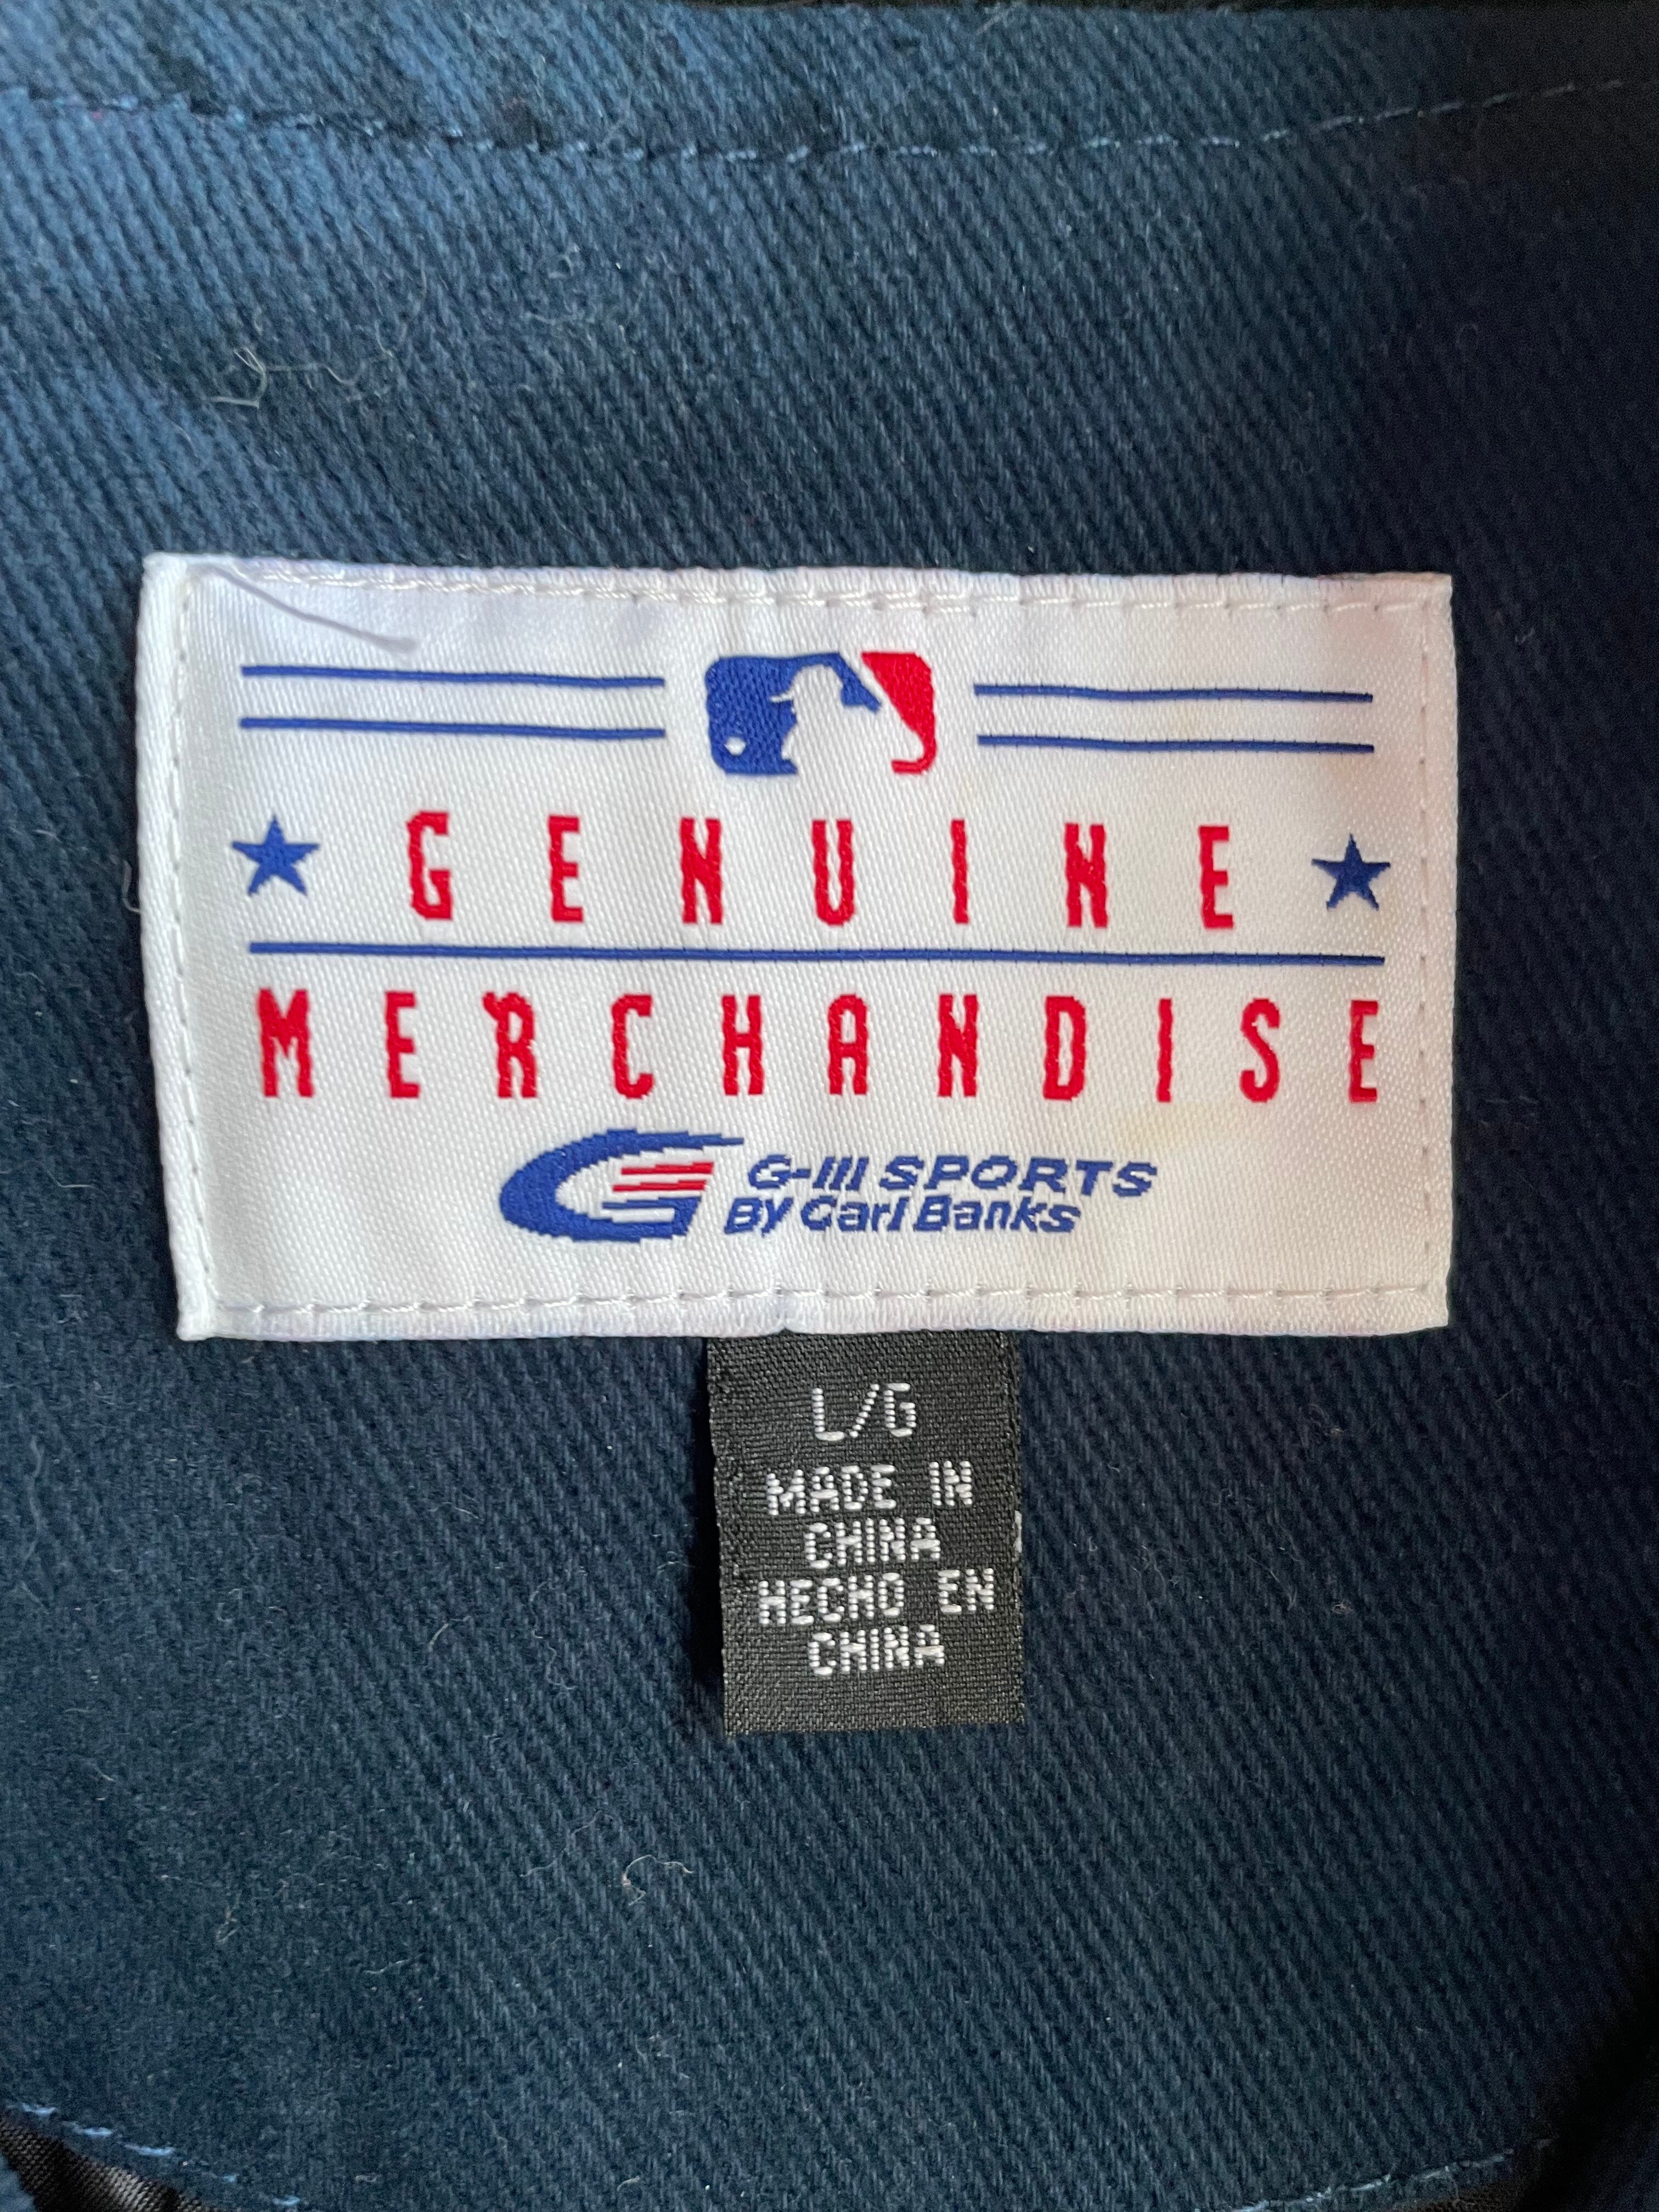 GENUINE
MERCHANDISE
G-III SPORTS
By Carl Banks
L/G
MADE IN
CHINA
HECHO EN
CHINA